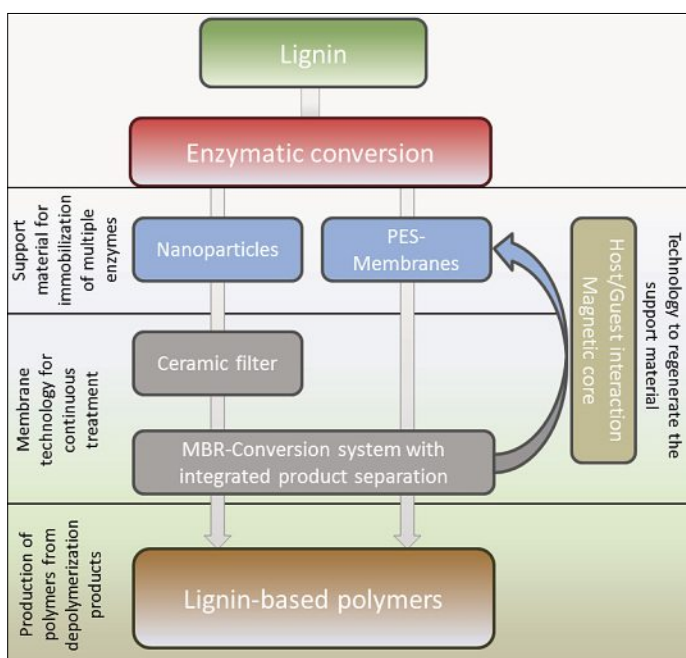 Lignin
Enzymatic conversion
Support
material for
immobilization
of multiple
enzymes
Nanoparticles
PES-
Membranes
Host/Guest interaction
Magnetic core
Technology to regenerate the
support material
Membrane
technology for
continuous
treatment
Ceramic filter
MBR-Conversion system with
integrated product separation
Production of
polymers from
depolymerization
products
Lignin-based polymers